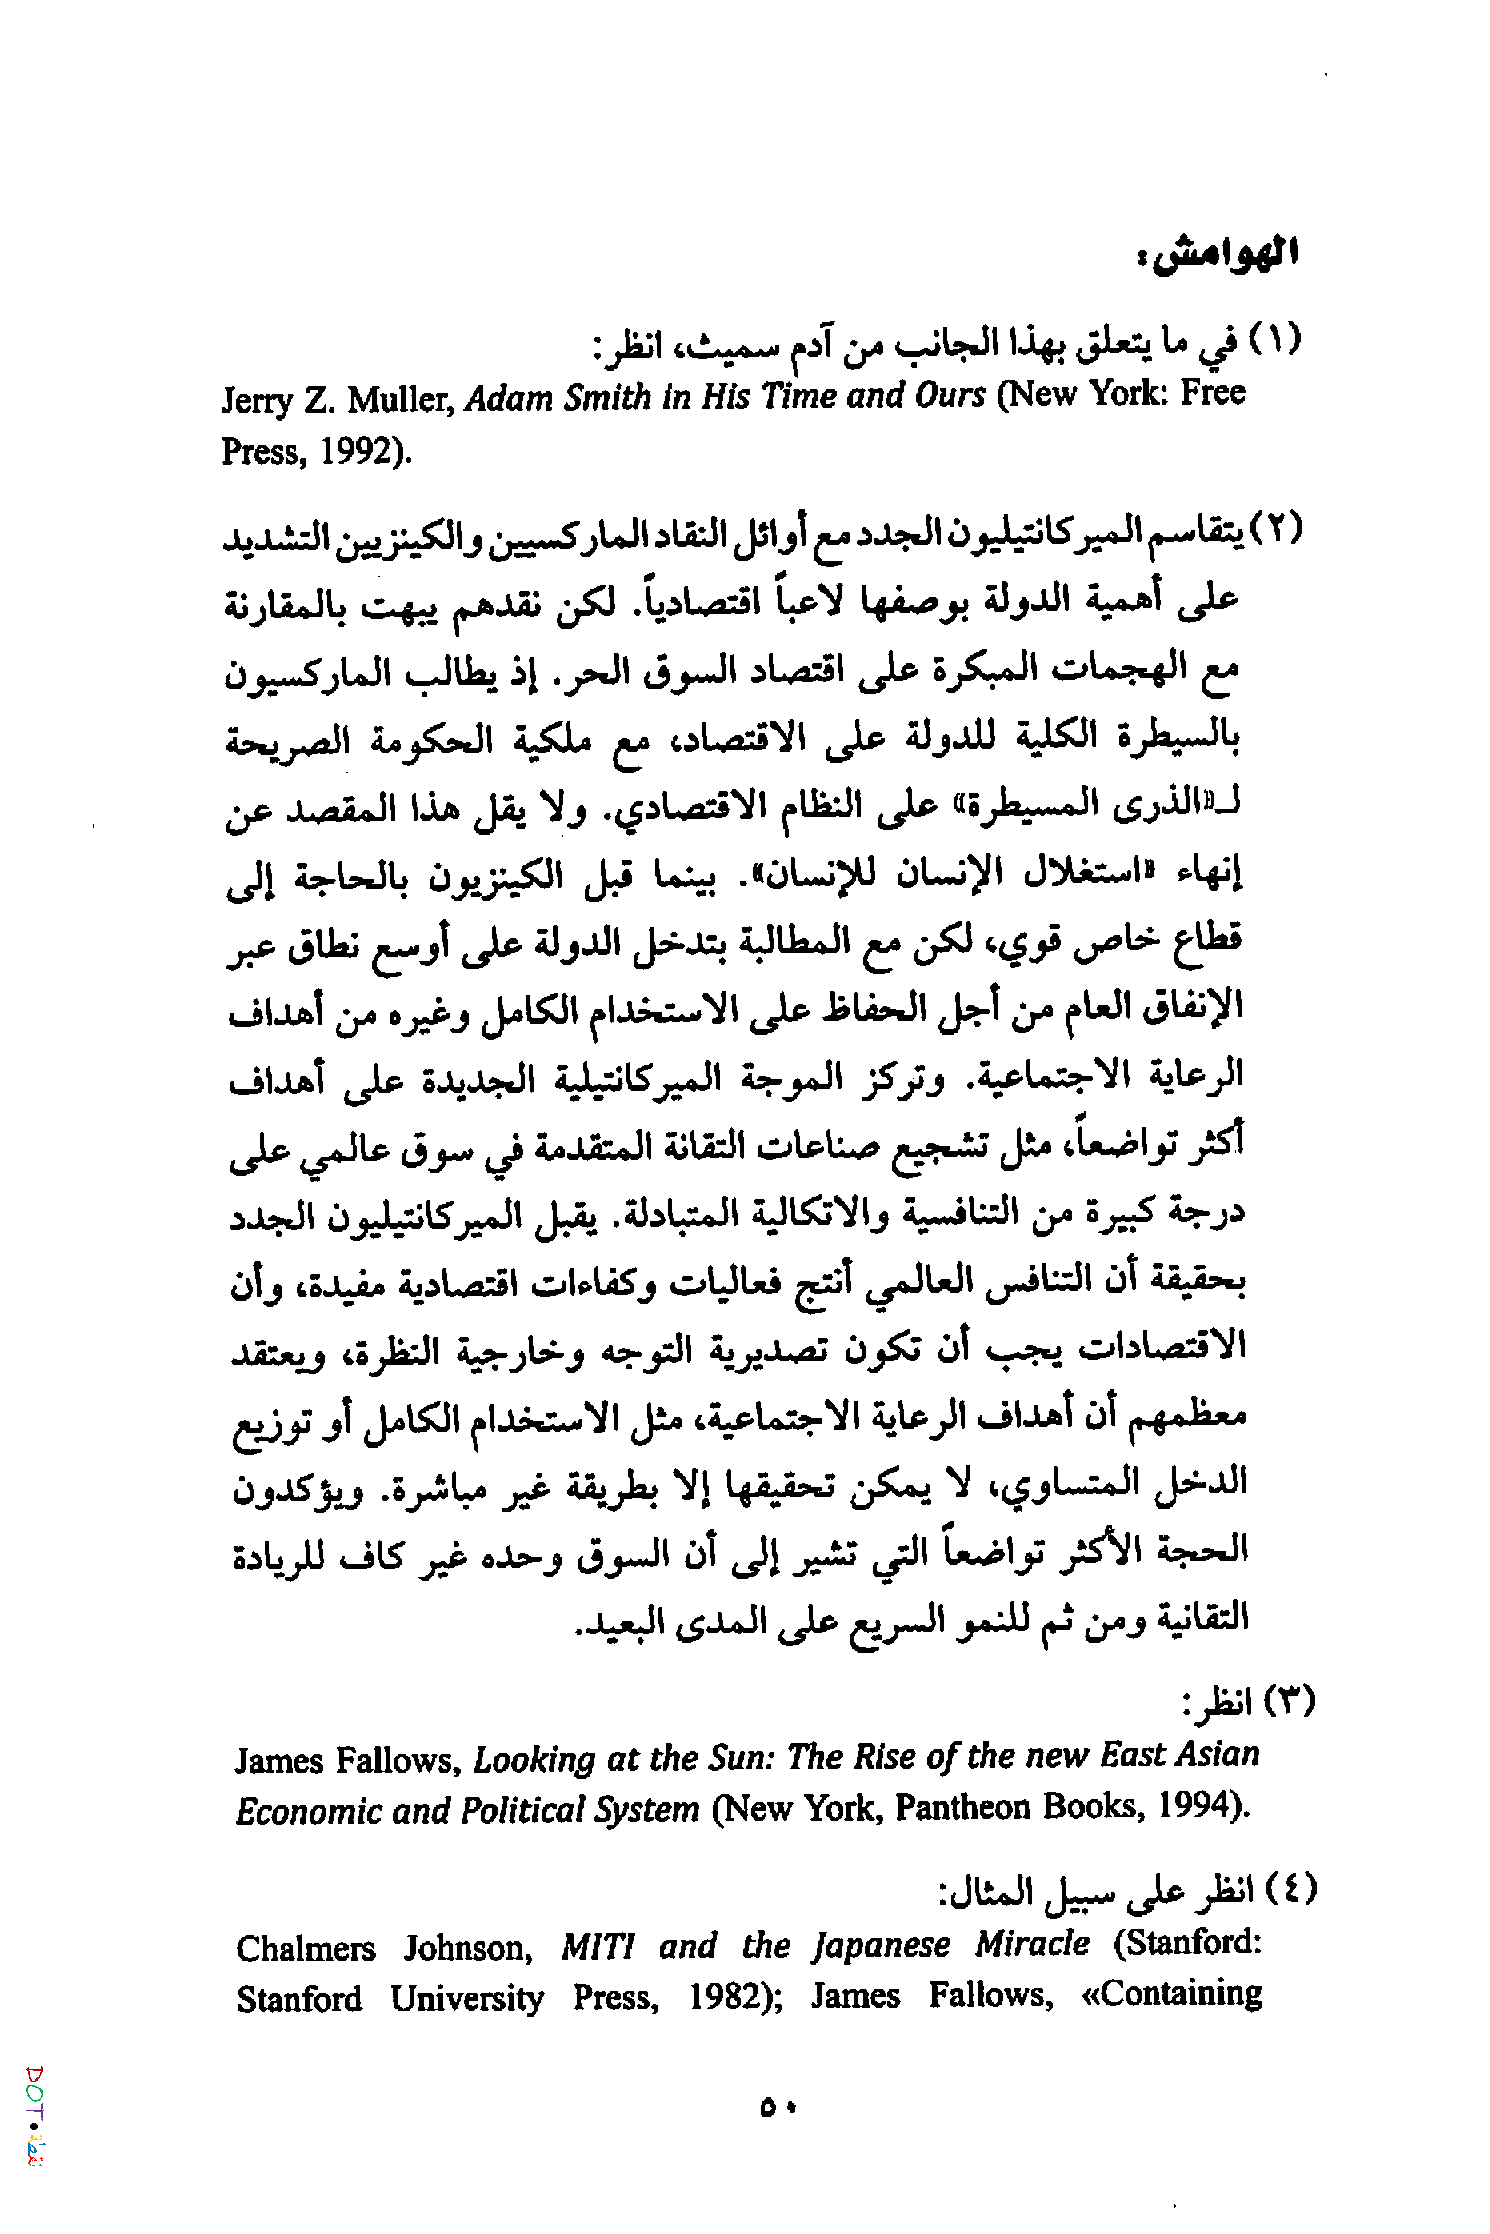 الهوامش:
(١) في ما يتعلق بهذا الجانب من آدم سميث، انظر:
Jerry Z. Muller, Adam Smith in His Time and Ours (New York: Free
Press, 1992).
(٢) يتقاسم الميركانتيليون الجدد مع أوائل النقاد الماركسيين والكينزيين التشديد
على أهمية الدولة بوصفها لاعباً اقتصادياً. لكن نقدهم يبهت بالمقارنة
مع الهجمات المبكرة على اقتصاد السوق الحر. إذ يطالب الماركسيون
بالسيطرة الكلية للدولة على الاقتصاد، مع ملكية الحكومة الصريحة
لـ«الذرى المسيطرة» على النظام الاقتصادي. ولا يقل هذا المقصد عن
إنهاء «استغلال الإنسان للإنسان». بينما قبل الكينزيون بالحاجة إلى
قطاع خاص قوي، لكن مع المطالبة بتدخل الدولة على أوسع نطاق عبر
الإنفاق العام من أجل الحفاظ على الاستخدام الكامل وغيره من أهداف
الرعاية الاجتماعية. وتركز الموجة الميركانتيلية الجديدة على أهداف
أكثر تواضعاً، مثل تشجيع صناعات التقانة المتقدمة في سوق عالمي على
درجة كبيرة من التنافسية والاتكالية المتبادلة. يقبل الميركانتيليون الجدد
بحقيقة أن التنافس العالمي أنتج فعاليات وكفاءات اقتصادية مفيدة، وأن
الاقتصادات يجب أن تكون تصديرية التوجه وخارجية النظرة، ويعتقد
معظمهم أن أهداف الرعاية الاجتماعية، مثل الاستخدام الكامل أو توزيع
الدخل المتساوي، لا يمكن تحقيقها إلا بطريقة غير مباشرة. ويؤكدون
الحجة الأكثر تواضعاً التي تشير إلى أن السوق وحده غير كاف للريادة
التقانية ومن ثم للنمو السريع على المدى البعيد.
(٣) انظر:
James Fallows, Looking at the Sun: The Rise of the new East Asian
Economic and Political System (New York, Pantheon Books, 1994).
(٤) انظر على سبيل المثال:
Chalmers Johnson, MITI and the Japanese Miracle (Stanford:
Stanford University Press, 1982); James Fallows, «Containing
٥٠
DOT•نقطة